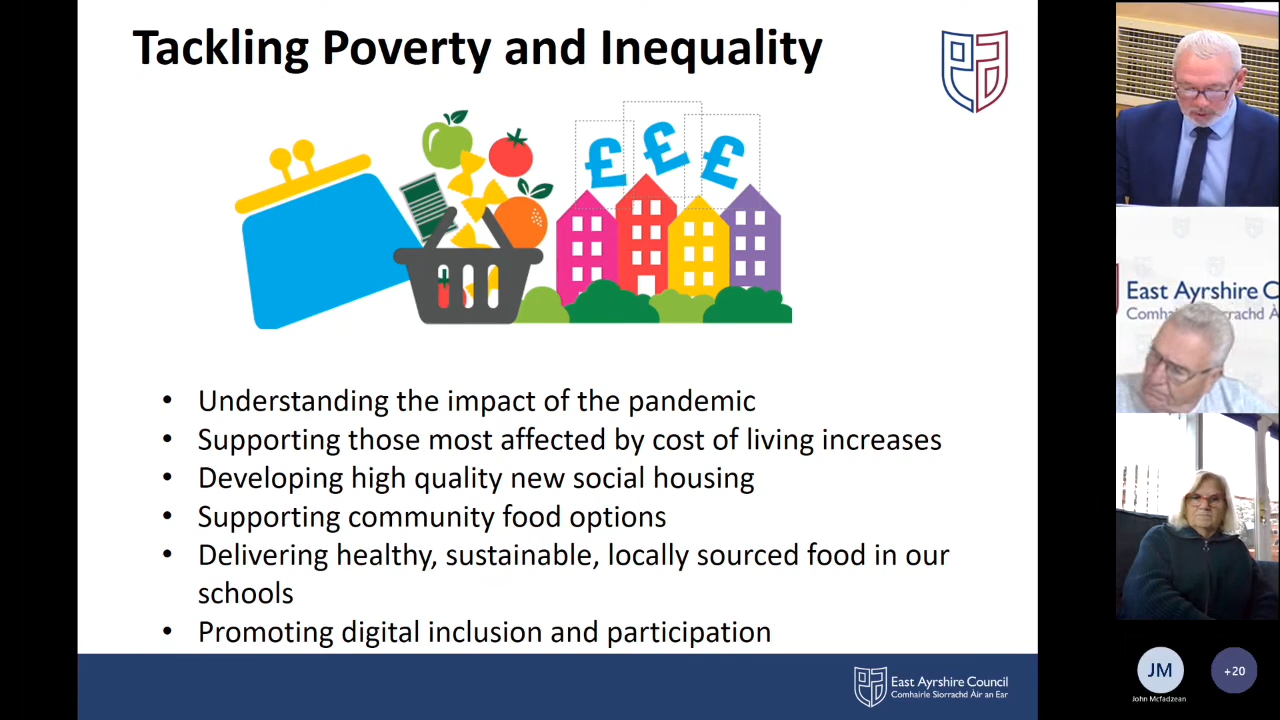 Tackling Poverty and Inequality
£ £ £
• Understanding the impact of the pandemic
• Supporting those most affected by cost of living increases
• Developing high quality new social housing
• Supporting community food options
• Delivering healthy, sustainable, locally sourced food in our
schools
• Promoting digital inclusion and participation
East Ayrshire Council
Comhairle Siorrachd Àir an Ear
East Ayrshire C
JM
John Mcfadzean
+20